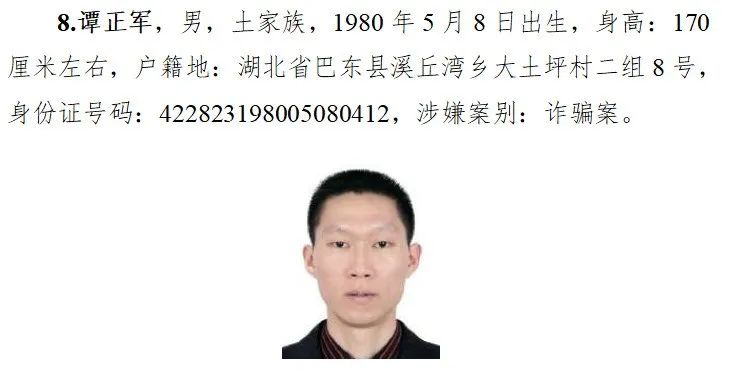 8.谭正军，男，土家族，1980 年 5 月 8 日出生，身高：170
厘米左右，户籍地：湖北省巴东县溪丘湾乡大土坪村二组 8 号，
身份证号码：422823198005080412，涉嫌案别：诈骗案。